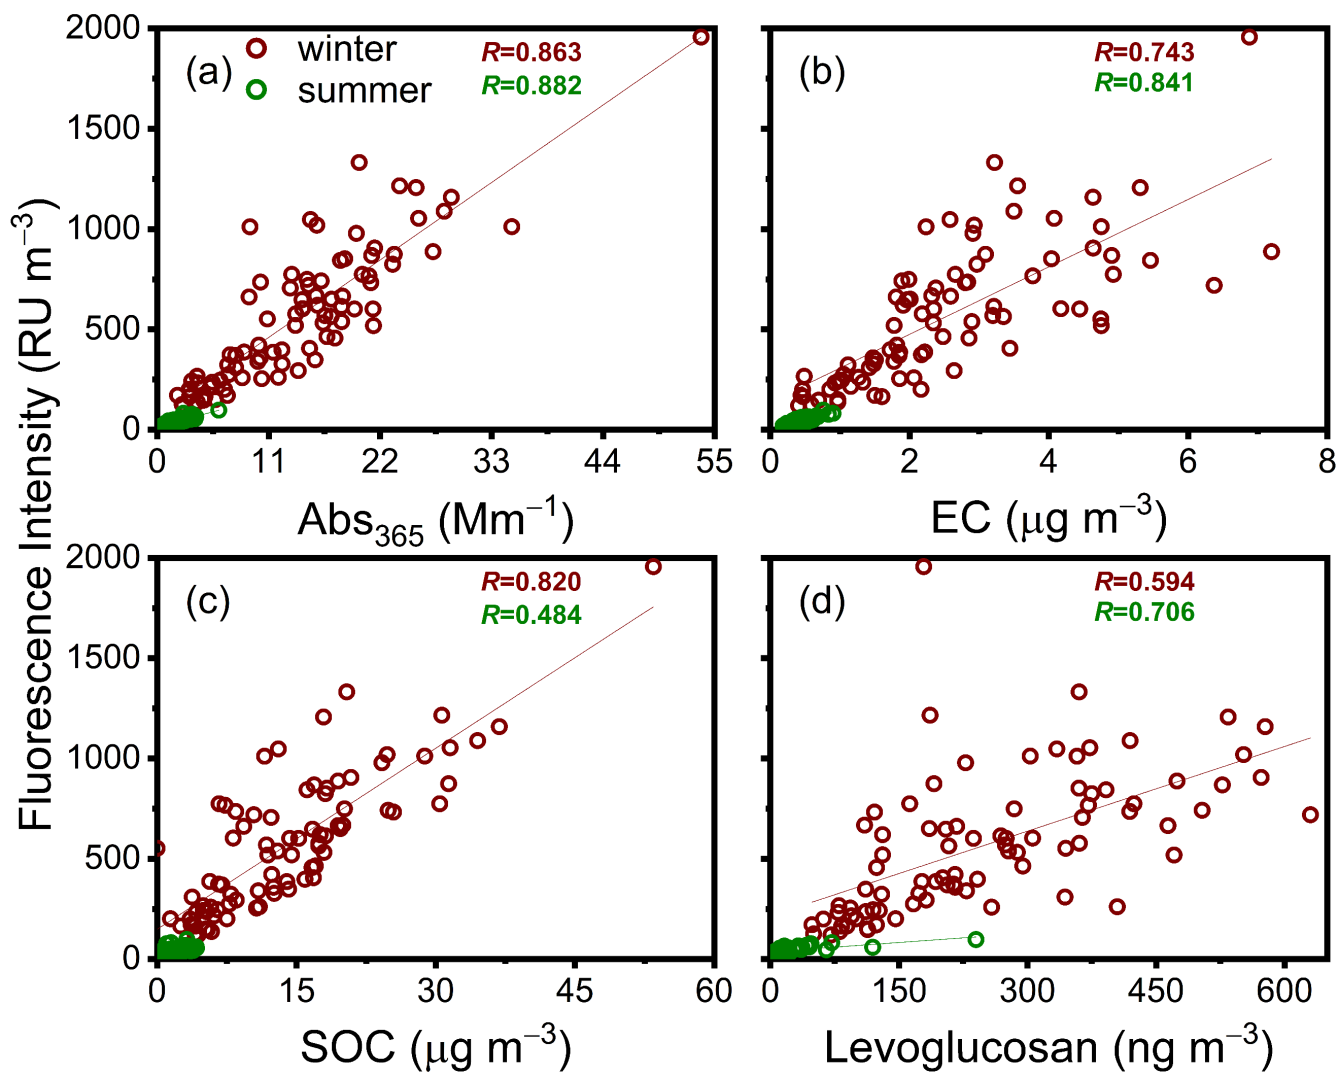 Fluorescence Intensity (RU m⁻³)
(a)
winter
summer
R=0.863
R=0.882
2000
1500
1000
500
0
0 11 22 33 44 55
Abs₃₆₅ (Mm⁻¹)
(b)
R=0.743
R=0.841
0 2 4 6 8
EC (μg m⁻³)
(c)
R=0.820
R=0.484
2000
1500
1000
500
0
0 15 30 45 60
SOC (μg m⁻³)
(d)
R=0.594
R=0.706
0 150 300 450 600
Levoglucosan (ng m⁻³)